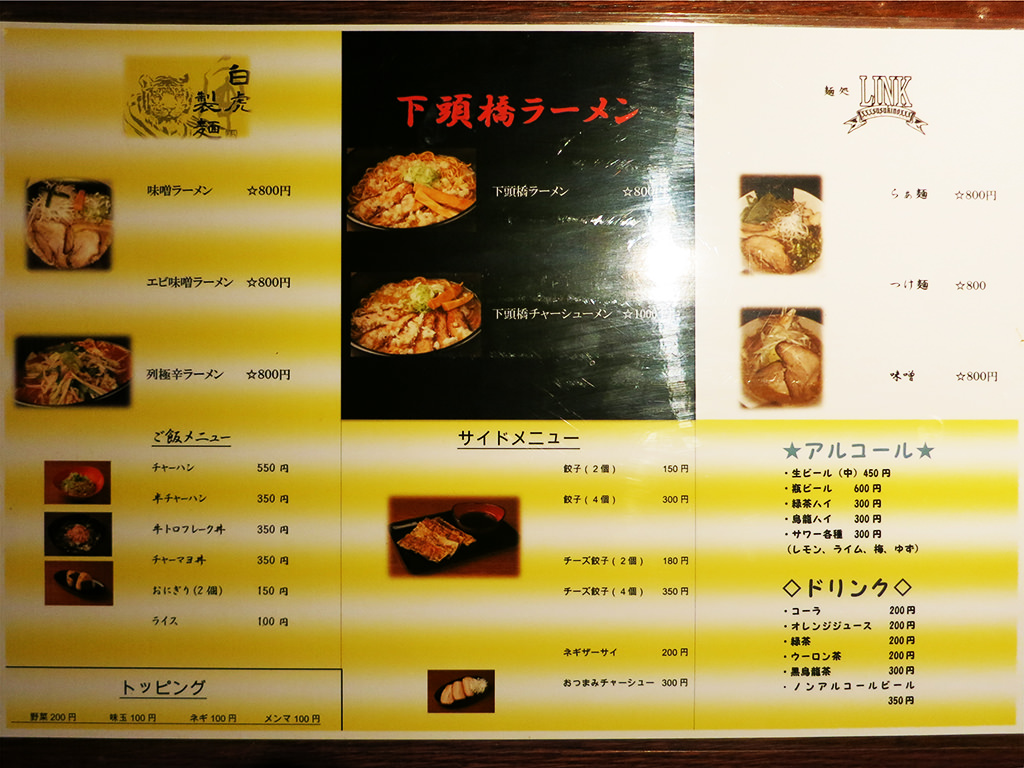 白虎
製麺
味噌ラーメン ☆800円
エビ味噌ラーメン ☆800円
列極辛ラーメン ☆800円
下頭橋ラーメン
下頭橋ラーメン ☆800
下頭橋チャーシューメン ☆1000
麺処 LINK
らぁ麺 ☆800円
つけ麺 ☆800
味噌 ☆800円
ご飯メニュー
チャーハン 550 円
半チャーハン 350 円
牛トロフレーク丼 350 円
チャーマヨ丼 350 円
おにぎり(2個) 150 円
ライス 100 円
トッピング
野菜200円 味玉100円 ネギ100円 メンマ100円
サイドメニュー
餃子(2個) 150円
餃子(4個) 300円
チーズ餃子(2個) 180円
チーズ餃子(4個) 350円
ネギザーサイ 200円
おつまみチャーシュー 300円
★アルコール★
・生ビール(中)450円
・瓶ビール 600円
・緑茶ハイ 300円
・烏龍ハイ 300円
・サワー各種 300円
(レモン、ライム、梅、ゆず)
◇ドリンク◇
・コーラ 200円
・オレンジジュース 200円
・緑茶 200円
・ウーロン茶 200円
・黒烏龍茶 300円
・ノンアルコールビール
350円